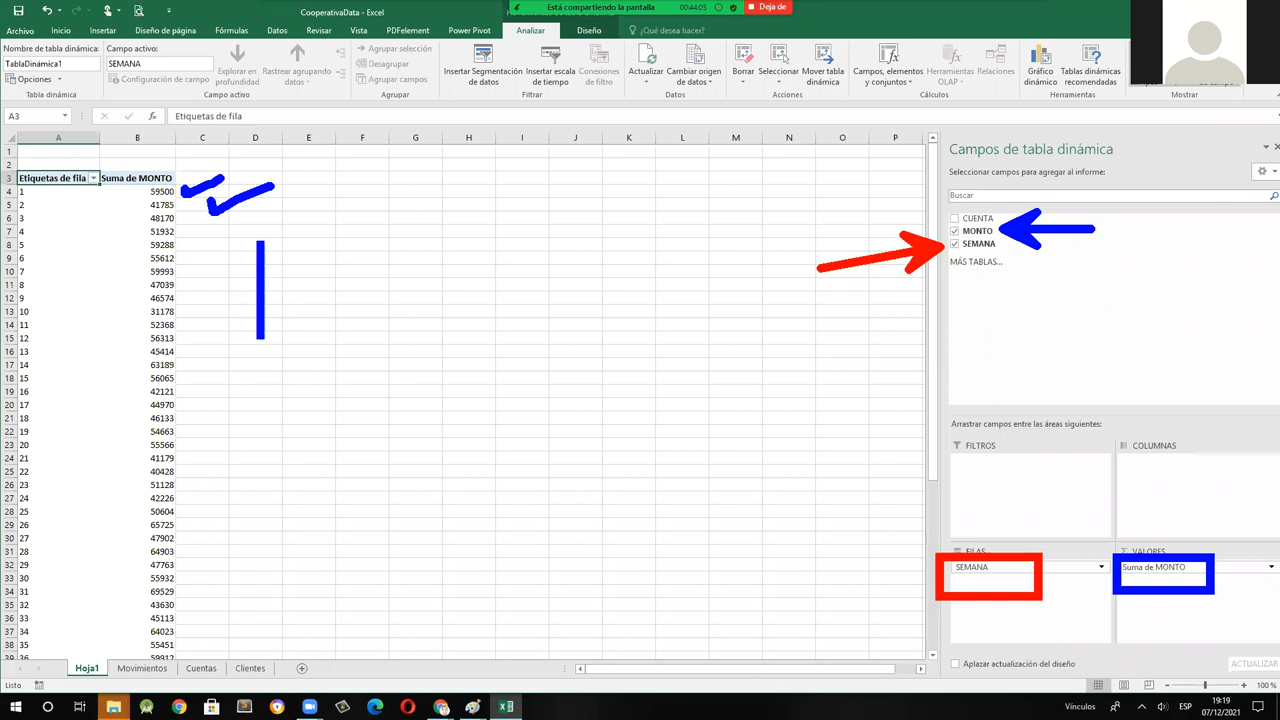 CooperativaData - Excel
Está compartiendo la pantalla
44:04:05
Deja de
Archivo Inicio Insertar Diseño de página Fórmulas Datos Revisar Vista PDFelement Power Pivot Analizar Diseño ¿Qué desea hacer?
Nombre de tabla dinámica:
TablaDinámica1
Opciones
Tabla dinámica
Campo activo:
SEMANA
Configuración de campo
Explorar en profundidad
Rastrear agrupando datos
Campo activo
Agrupar selección
Desagrupar
Agrupar campos
Agrupar
Insertar Segmentación de datos
Insertar escala de tiempo
Conexiones de filtro
Filtrar
Actualizar
Cambiar origen de datos
Datos
Borrar
Seleccionar
Mover tabla dinámica
Acciones
Campos, elementos y conjuntos
Herramientas OLAP
Relaciones
Cálculos
Gráfico dinámico
Tablas dinámicas recomendadas
Herramientas
Mostrar
A3
Etiquetas de fila
A B C D E F G H I J K L M N O P
1
2
3 Etiquetas de fila Suma de MONTO
4 1 59500
5 2 41785
6 3 48170
7 4 51932
8 5 59288
9 6 55612
10 7 59993
11 8 47039
12 9 46574
13 10 31178
14 11 52368
15 12 56313
16 13 45414
17 14 63189
18 15 56065
19 16 42121
20 17 44970
21 18 46133
22 19 54663
23 20 55566
24 21 41179
25 22 40428
26 23 51128
27 24 42226
28 25 50604
29 26 65725
30 27 47902
31 28 64903
32 29 47763
33 30 55932
34 31 69529
35 32 43630
36 33 45113
37 34 64023
38 35 55451
39 36 59912
Campos de tabla dinámica
Seleccionar campos para agregar al informe:
Buscar
CUENTA
MONTO
SEMANA
MÁS TABLAS...
Arrastrar campos entre las áreas siguientes:
FILTROS
COLUMNAS
FILAS
VALORES
SEMANA
Suma de MONTO
Aplazar actualización del diseño
ACTUALIZAR
Hoja1 Movimientos Cuentas Clientes
Listo
100 %
Vínculos
ESP
19:19
07/12/2021